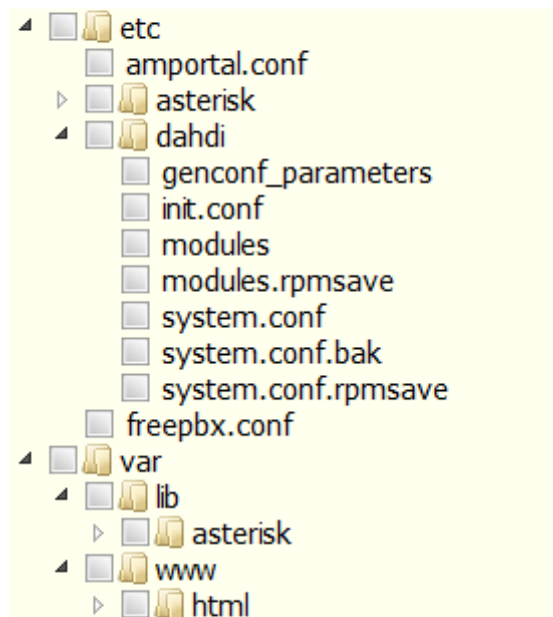 etc
amportal.conf
asterisk
dahdi
genconf_parameters
init.conf
modules
modules.rpmsave
system.conf
system.conf.bak
system.conf.rpmsave
freepbx.conf
var
lib
asterisk
www
html